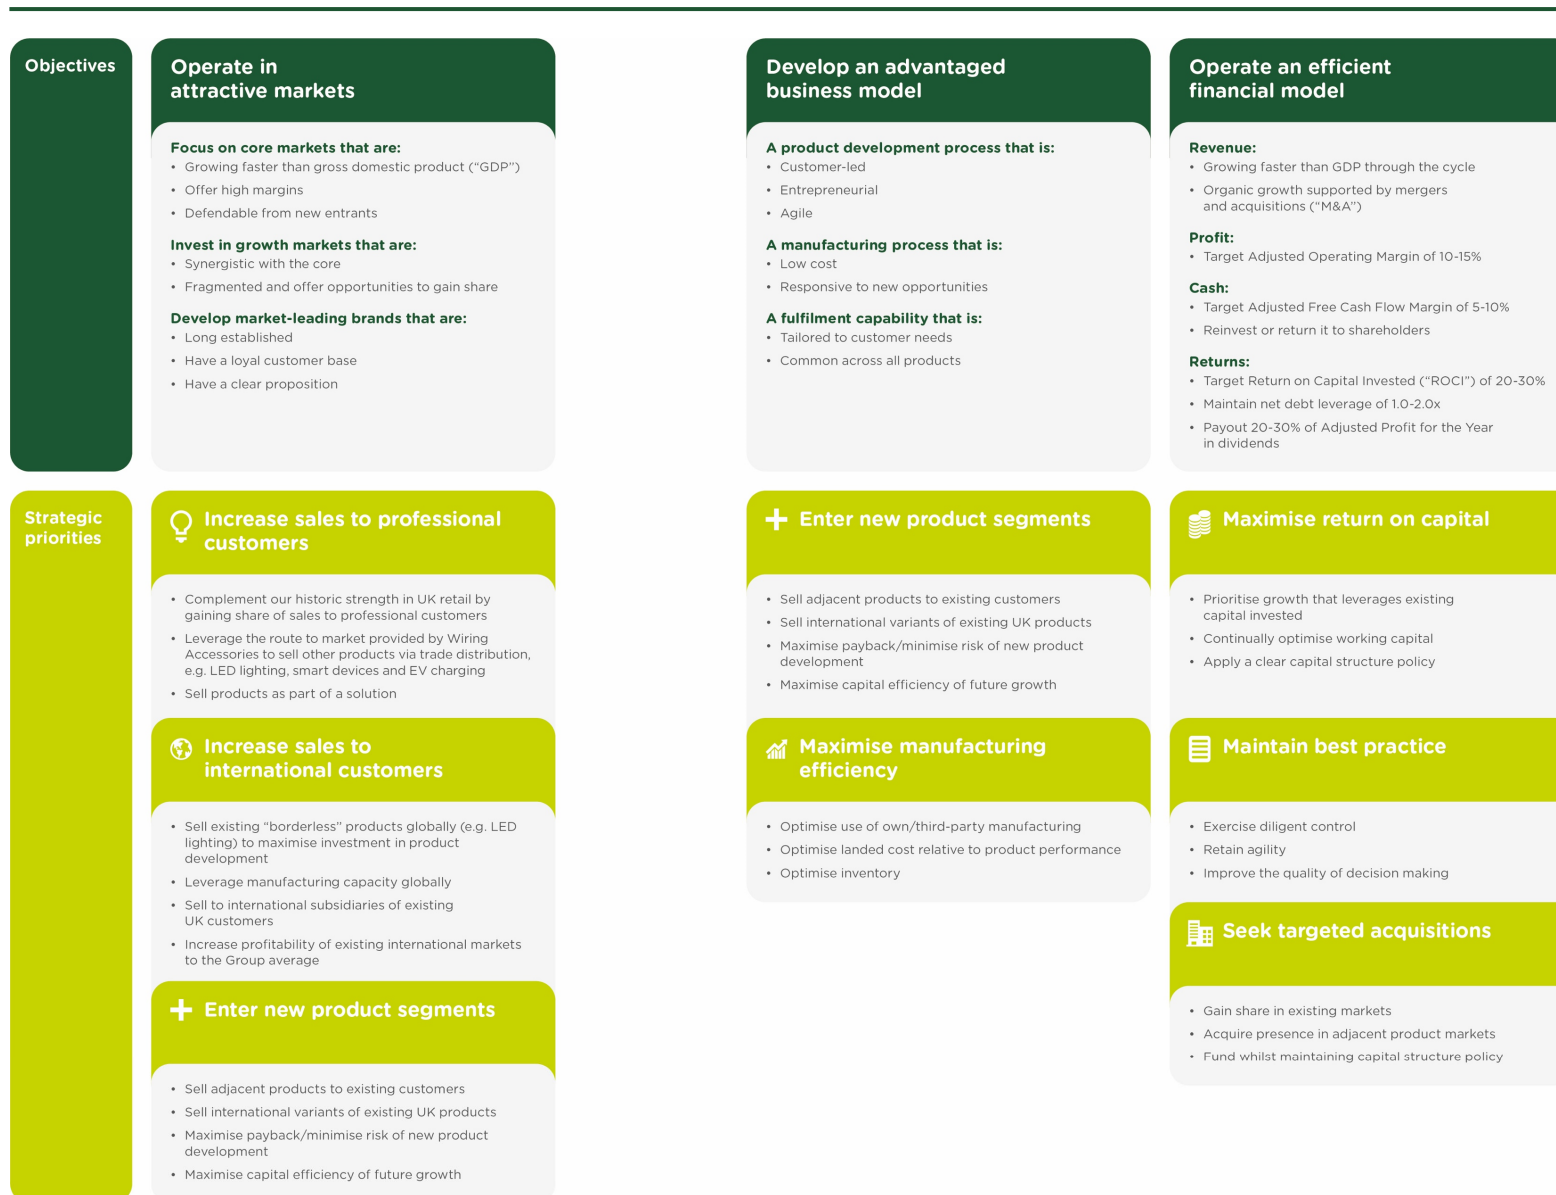 Objectives
Operate in
attractive markets
Focus on core markets that are:
• Growing faster than gross domestic product (“GDP”)
• Offer high margins
• Defendable from new entrants
Invest in growth markets that are:
• Synergistic with the core
• Fragmented and offer opportunities to gain share
Develop market-leading brands that are:
• Long established
• Have a loyal customer base
• Have a clear proposition
Develop an advantaged
business model
A product development process that is:
• Customer-led
• Entrepreneurial
• Agile
A manufacturing process that is:
• Low cost
• Responsive to new opportunities
A fulfilment capability that is:
• Tailored to customer needs
• Common across all products
Operate an efficient
financial model
Revenue:
• Growing faster than GDP through the cycle
• Organic growth supported by mergers
and acquisitions (“M&A”)
Profit:
• Target Adjusted Operating Margin of 10-15%
Cash:
• Target Adjusted Free Cash Flow Margin of 5-10%
• Reinvest or return it to shareholders
Returns:
• Target Return on Capital Invested (“ROCI”) of 20-30%
• Maintain net debt leverage of 1.0-2.0x
• Payout 20-30% of Adjusted Profit for the Year
in dividends
Strategic
priorities
Increase sales to professional
customers
• Complement our historic strength in UK retail by
gaining share of sales to professional customers
• Leverage the route to market provided by Wiring
Accessories to sell other products via trade distribution,
e.g. LED lighting, smart devices and EV charging
• Sell products as part of a solution
Increase sales to
international customers
• Sell existing “borderless” products globally (e.g. LED
lighting) to maximise investment in product
development
• Leverage manufacturing capacity globally
• Sell to international subsidiaries of existing
UK customers
• Increase profitability of existing international markets
to the Group average
Enter new product segments
• Sell adjacent products to existing customers
• Sell international variants of existing UK products
• Maximise payback/minimise risk of new product
development
• Maximise capital efficiency of future growth
Enter new product segments
• Sell adjacent products to existing customers
• Sell international variants of existing UK products
• Maximise payback/minimise risk of new product
development
• Maximise capital efficiency of future growth
Maximise manufacturing
efficiency
• Optimise use of own/third-party manufacturing
• Optimise landed cost relative to product performance
• Optimise inventory
Maximise return on capital
• Prioritise growth that leverages existing
capital invested
• Continually optimise working capital
• Apply a clear capital structure policy
Maintain best practice
• Exercise diligent control
• Retain agility
• Improve the quality of decision making
Seek targeted acquisitions
• Gain share in existing markets
• Acquire presence in adjacent product markets
• Fund whilst maintaining capital structure policy